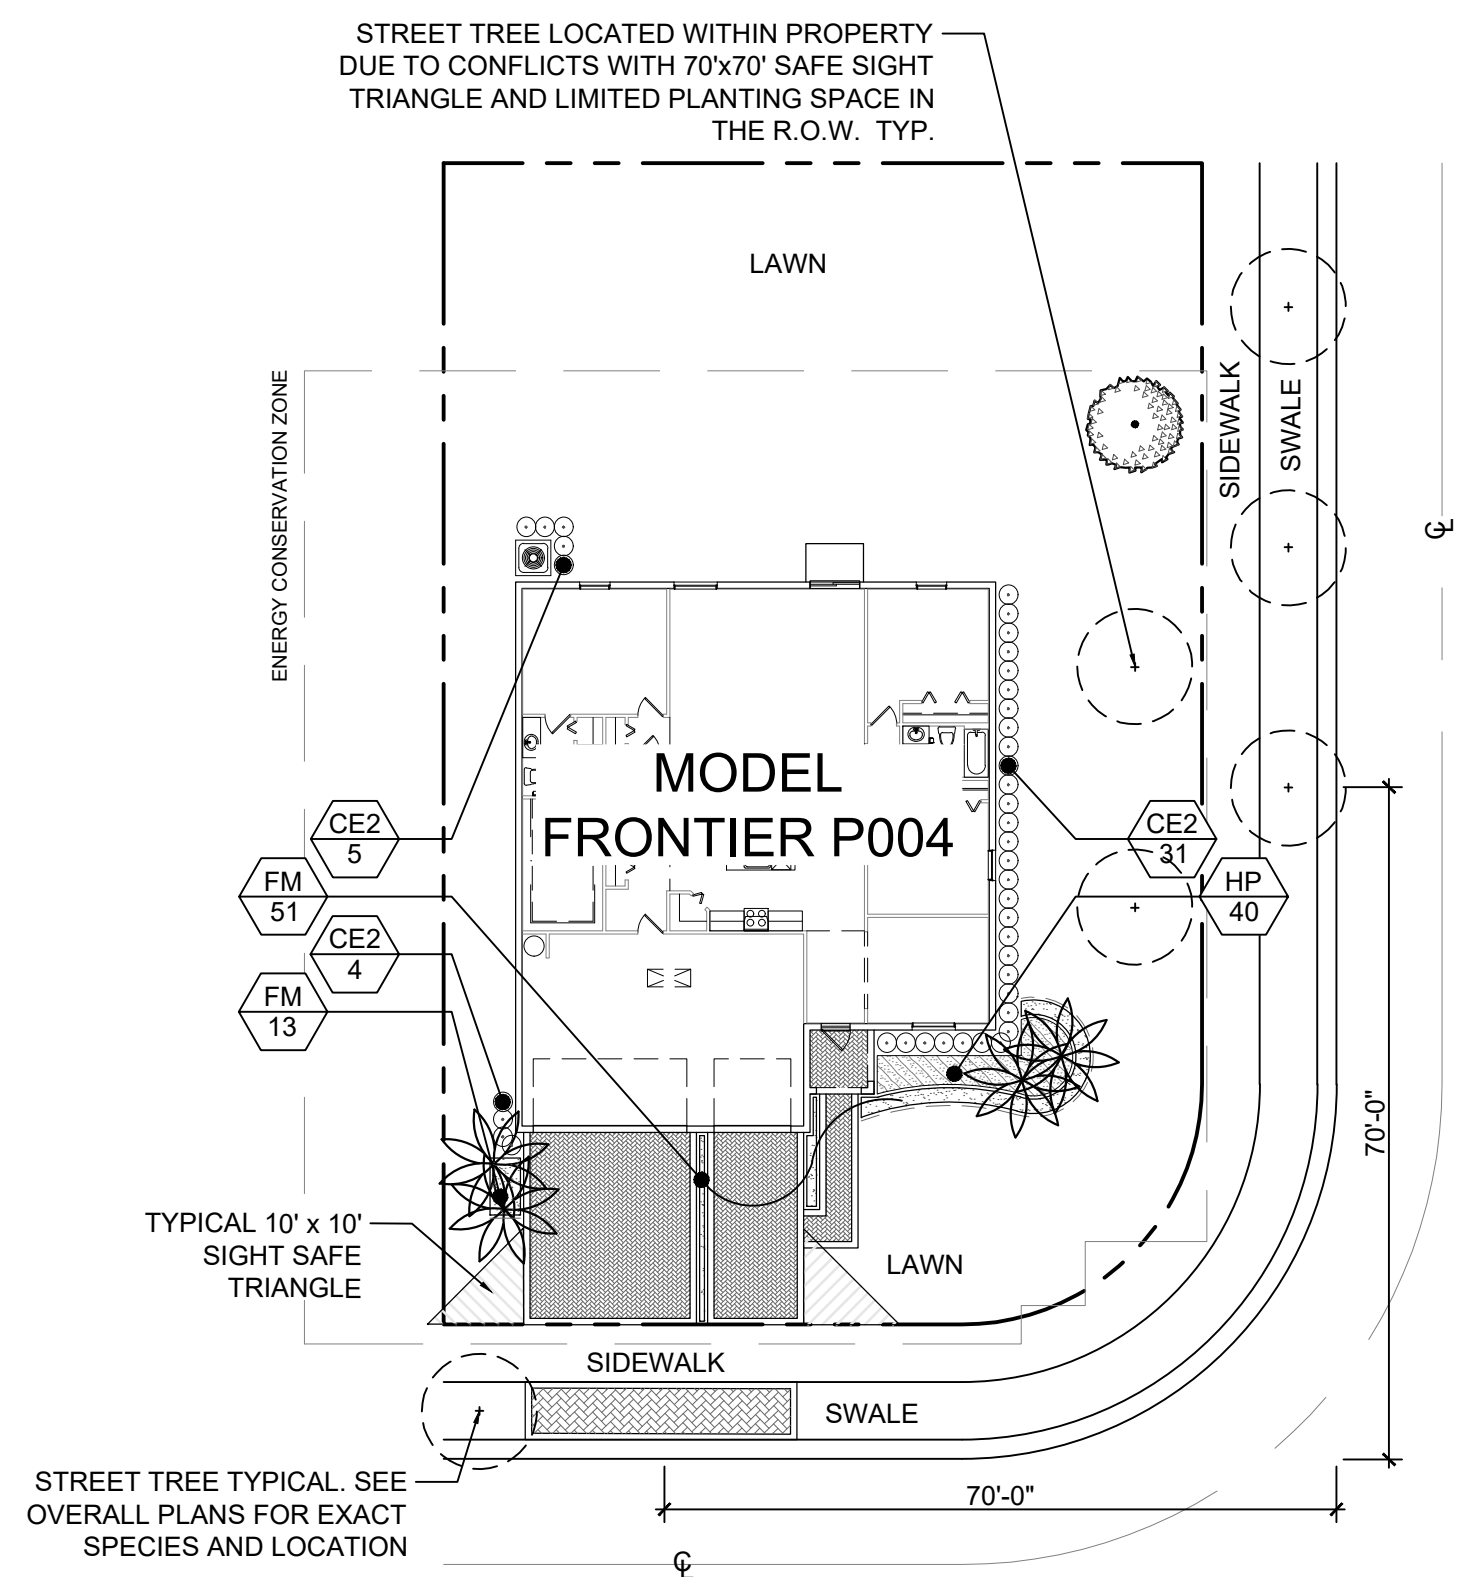 STREET TREE LOCATED WITHIN PROPERTY
DUE TO CONFLICTS WITH 70'x70' SAFE SIGHT
TRIANGLE AND LIMITED PLANTING SPACE IN
THE R.O.W. TYP.
LAWN
ENERGY CONSERVATION ZONE
SIDEWALK
SWALE
℄
MODEL
FRONTIER P004
CE2
5
FM
51
CE2
4
FM
13
CE2
31
HP
40
70'-0"
TYPICAL 10' x 10'
SIGHT SAFE
TRIANGLE
LAWN
SIDEWALK
SWALE
STREET TREE TYPICAL. SEE
OVERALL PLANS FOR EXACT
SPECIES AND LOCATION
70'-0"
℄